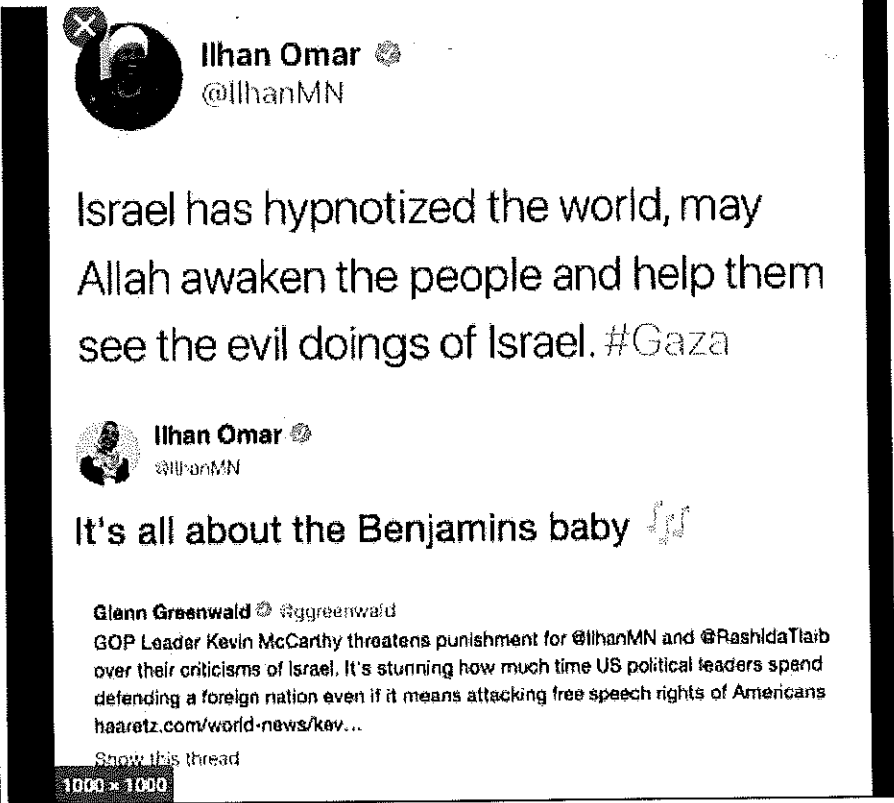 Ilhan Omar
@IlhanMN
Israel has hypnotized the world, may
Allah awaken the people and help them
see the evil doings of Israel. #Gaza
Ilhan Omar
@IlhanMN
It's all about the Benjamins baby 🎶
Glenn Greenwald @ggreenwald
GOP Leader Kevin McCarthy threatens punishment for @IlhanMN and @RashidaTlaib
over their criticisms of Israel. It's stunning how much time US political leaders spend
defending a foreign nation even if it means attacking free speech rights of Americans
haaretz.com/world-news/kev...
Show this thread
1000 × 1000